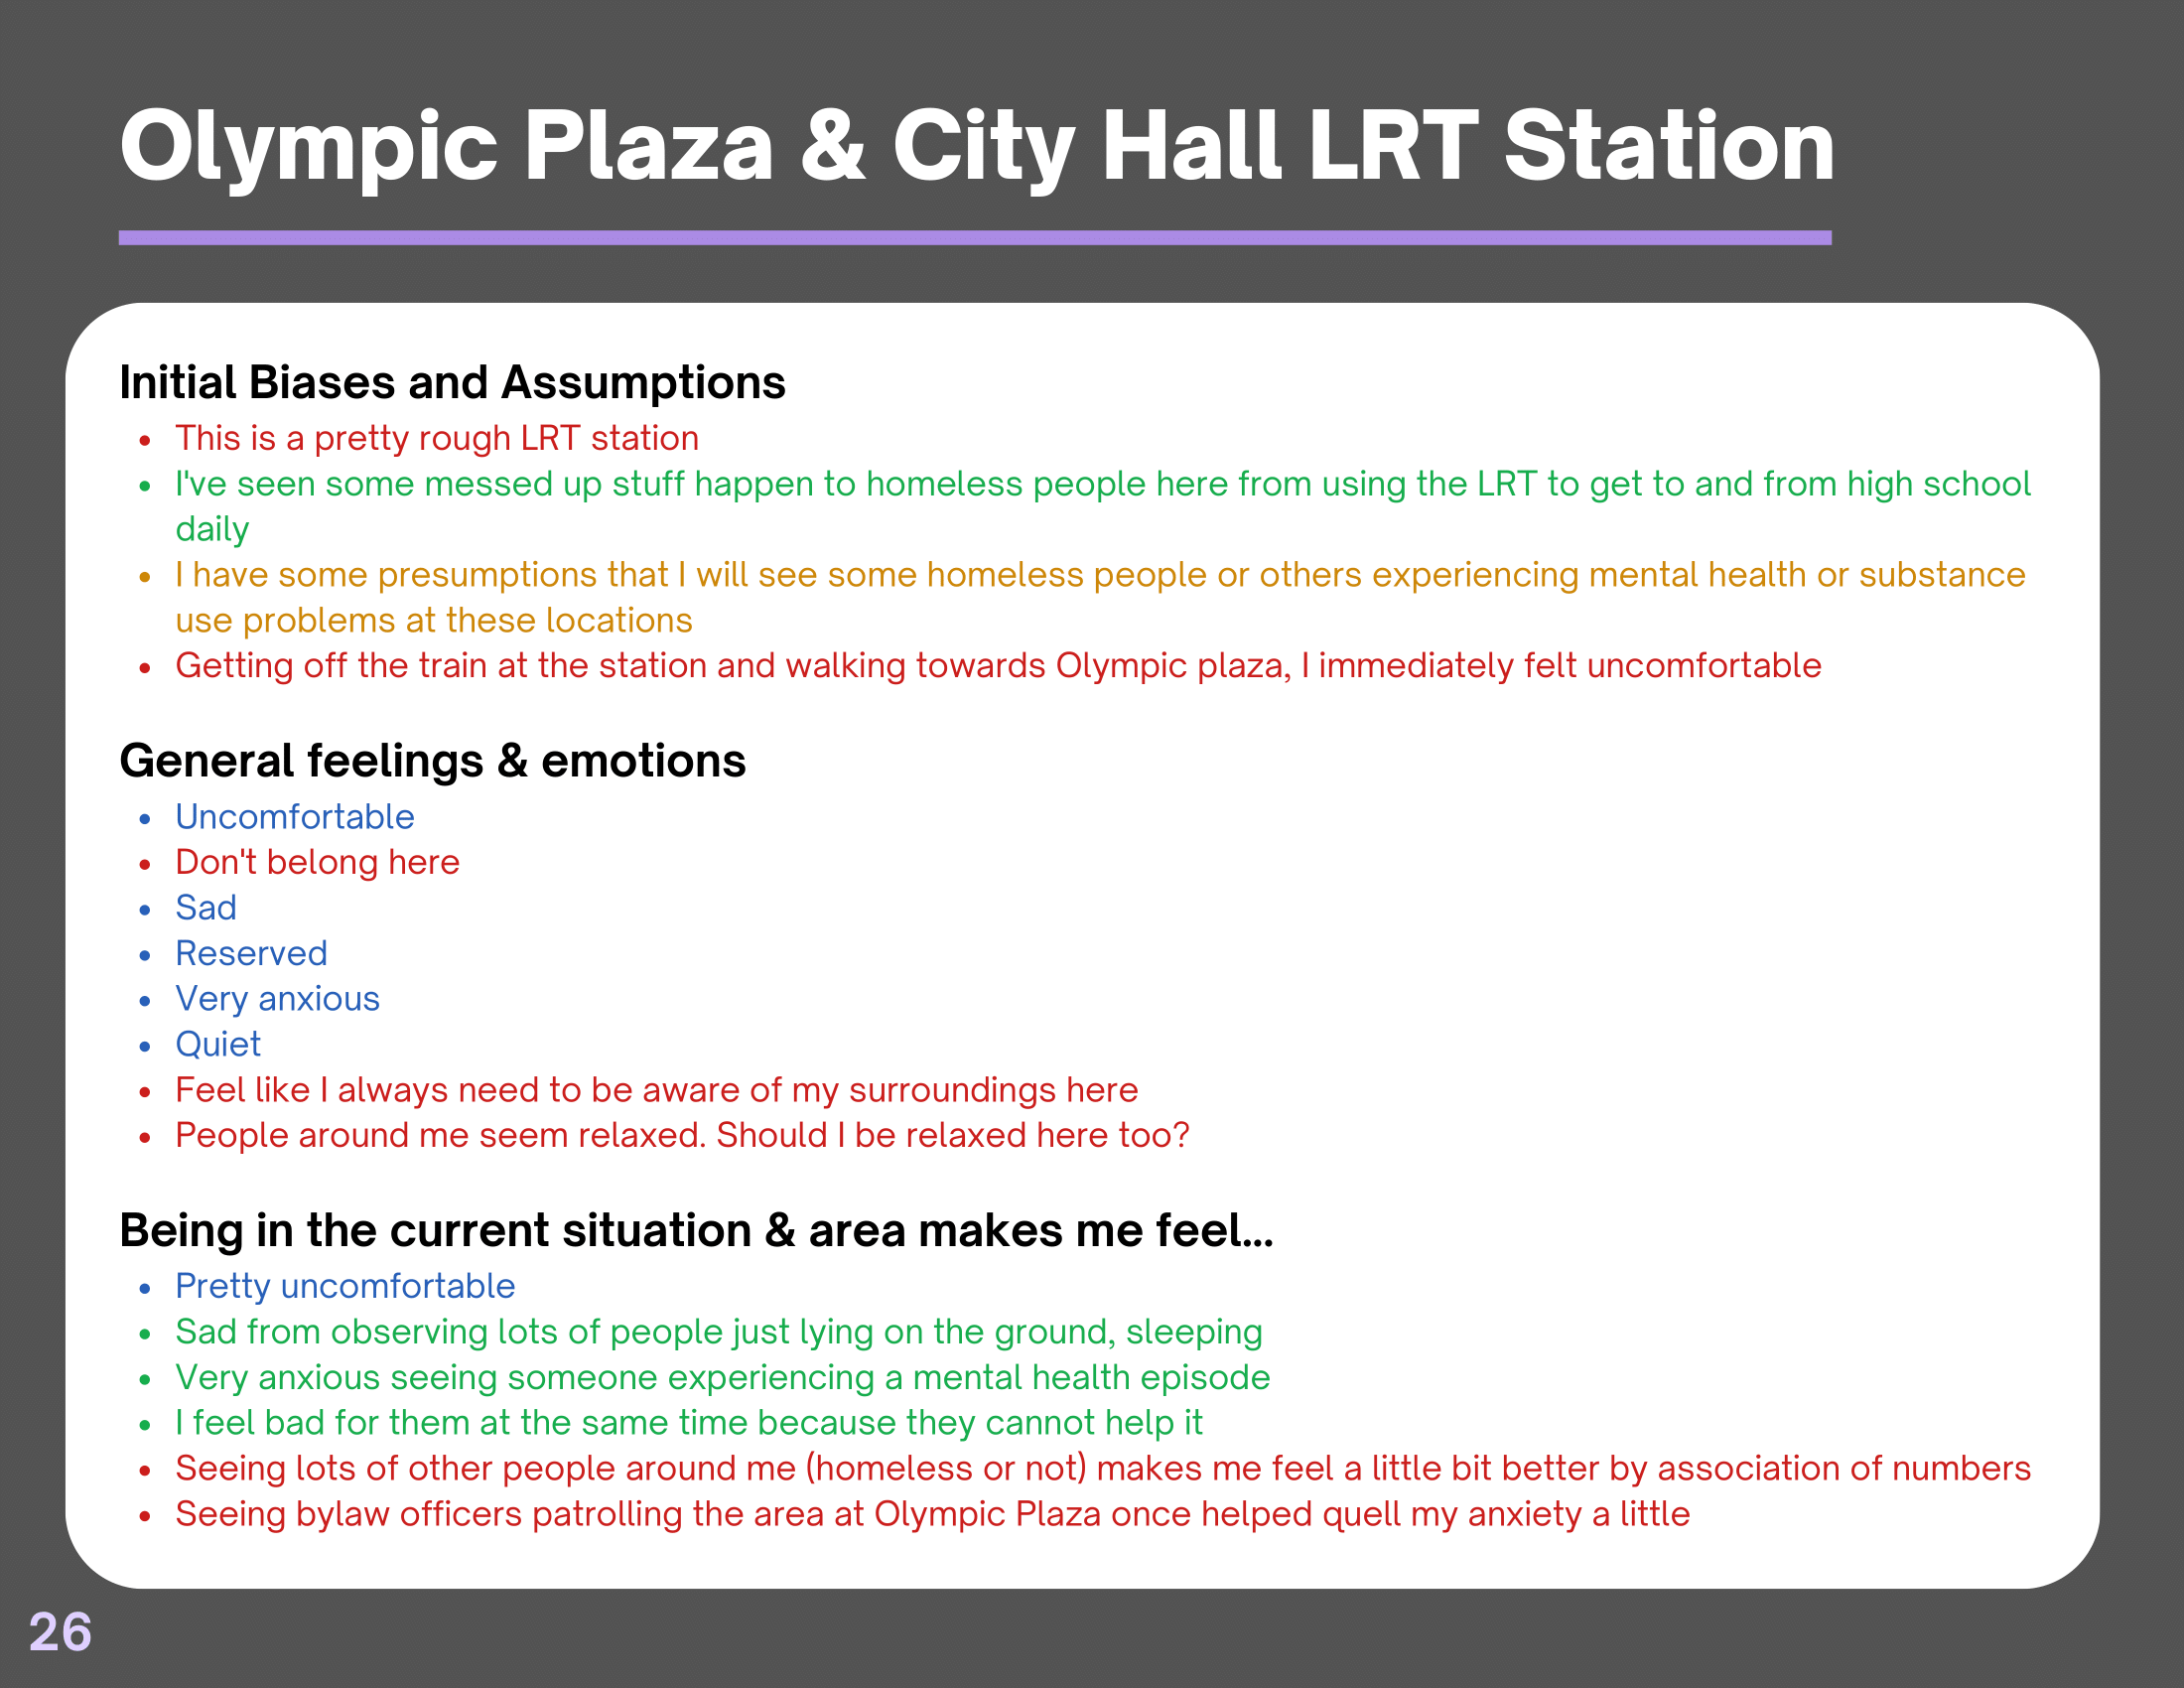 Olympic Plaza & City Hall LRT Station
Initial Biases and Assumptions
• This is a pretty rough LRT station
• I've seen some messed up stuff happen to homeless people here from using the LRT to get to and from high school
daily
• I have some presumptions that I will see some homeless people or others experiencing mental health or substance
use problems at these locations
• Getting off the train at the station and walking towards Olympic plaza, I immediately felt uncomfortable
General feelings & emotions
• Uncomfortable
• Don't belong here
• Sad
• Reserved
• Very anxious
• Quiet
• Feel like I always need to be aware of my surroundings here
• People around me seem relaxed. Should I be relaxed here too?
Being in the current situation & area makes me feel...
• Pretty uncomfortable
• Sad from observing lots of people just lying on the ground, sleeping
• Very anxious seeing someone experiencing a mental health episode
• I feel bad for them at the same time because they cannot help it
• Seeing lots of other people around me (homeless or not) makes me feel a little bit better by association of numbers
• Seeing bylaw officers patrolling the area at Olympic Plaza once helped quell my anxiety a little
26